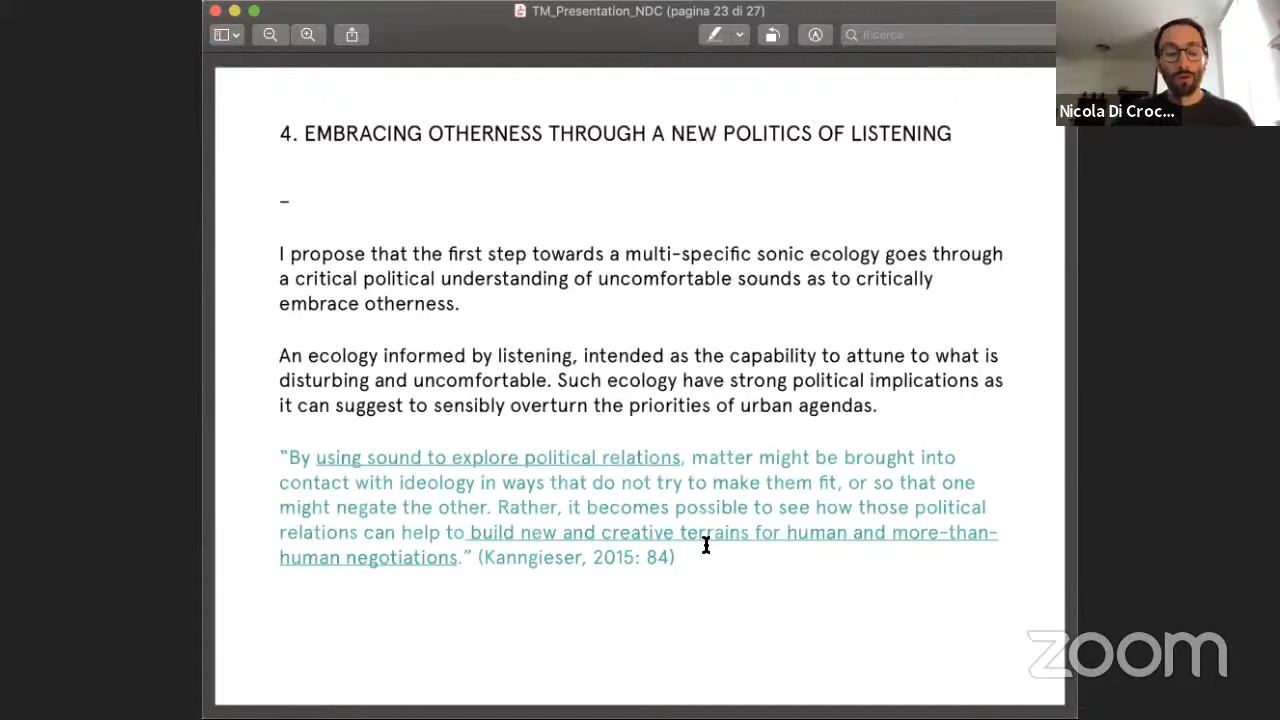 TM_Presentation_NDC (pagina 23 di 27)
Ricerca
Nicola Di Croc...
4. EMBRACING OTHERNESS THROUGH A NEW POLITICS OF LISTENING
–
I propose that the first step towards a multi-specific sonic ecology goes through
a critical political understanding of uncomfortable sounds as to critically
embrace otherness.
An ecology informed by listening, intended as the capability to attune to what is
disturbing and uncomfortable. Such ecology have strong political implications as
it can suggest to sensibly overturn the priorities of urban agendas.
“By using sound to explore political relations, matter might be brought into
contact with ideology in ways that do not try to make them fit, or so that one
might negate the other. Rather, it becomes possible to see how those political
relations can help to build new and creative terrains for human and more-than-
human negotiations.” (Kanngieser, 2015: 84)
zoom